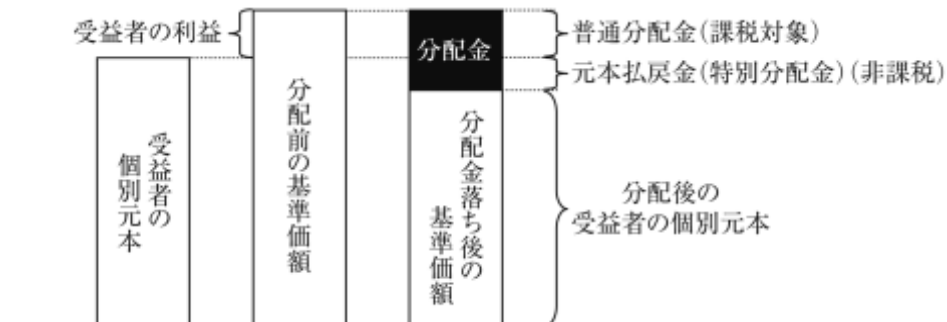 受益者の利益
分配金
普通分配金(課税対象)
元本払戻金(特別分配金)(非課税)
受益者の
個別元本
分配前の基準価額
分配金落ち後の
基準価額
分配後の
受益者の個別元本